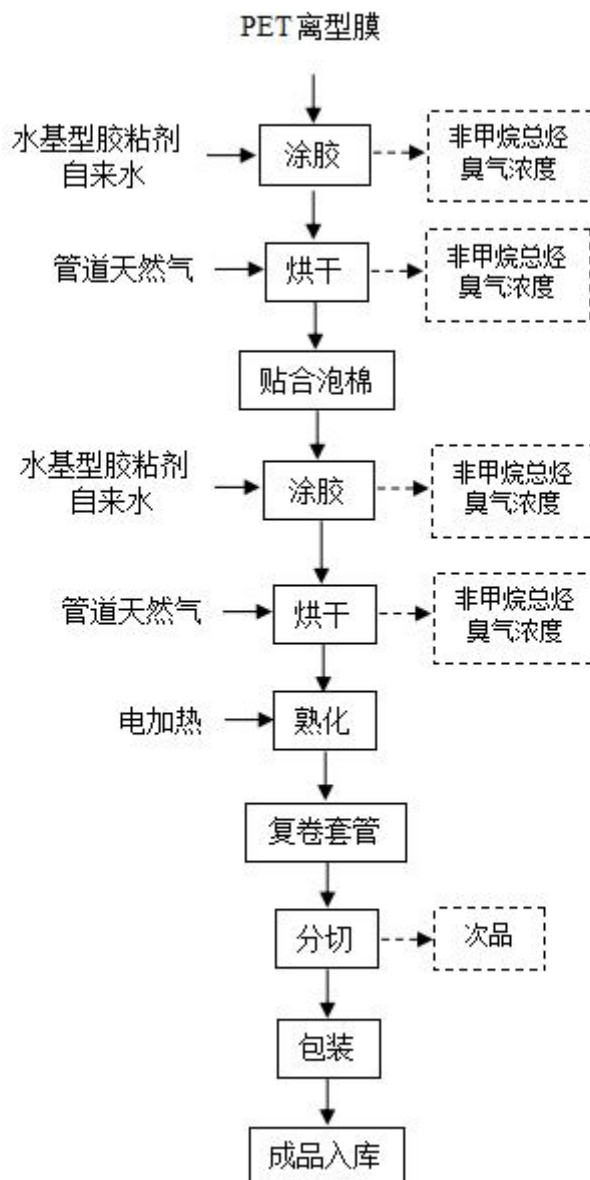 PET 离型膜
水基型胶粘剂
自来水
涂胶
非甲烷总烃
臭气浓度
管道天然气
烘干
非甲烷总烃
臭气浓度
贴合泡棉
水基型胶粘剂
自来水
涂胶
非甲烷总烃
臭气浓度
管道天然气
烘干
非甲烷总烃
臭气浓度
电加热
熟化
复卷套管
分切
次品
包装
成品入库